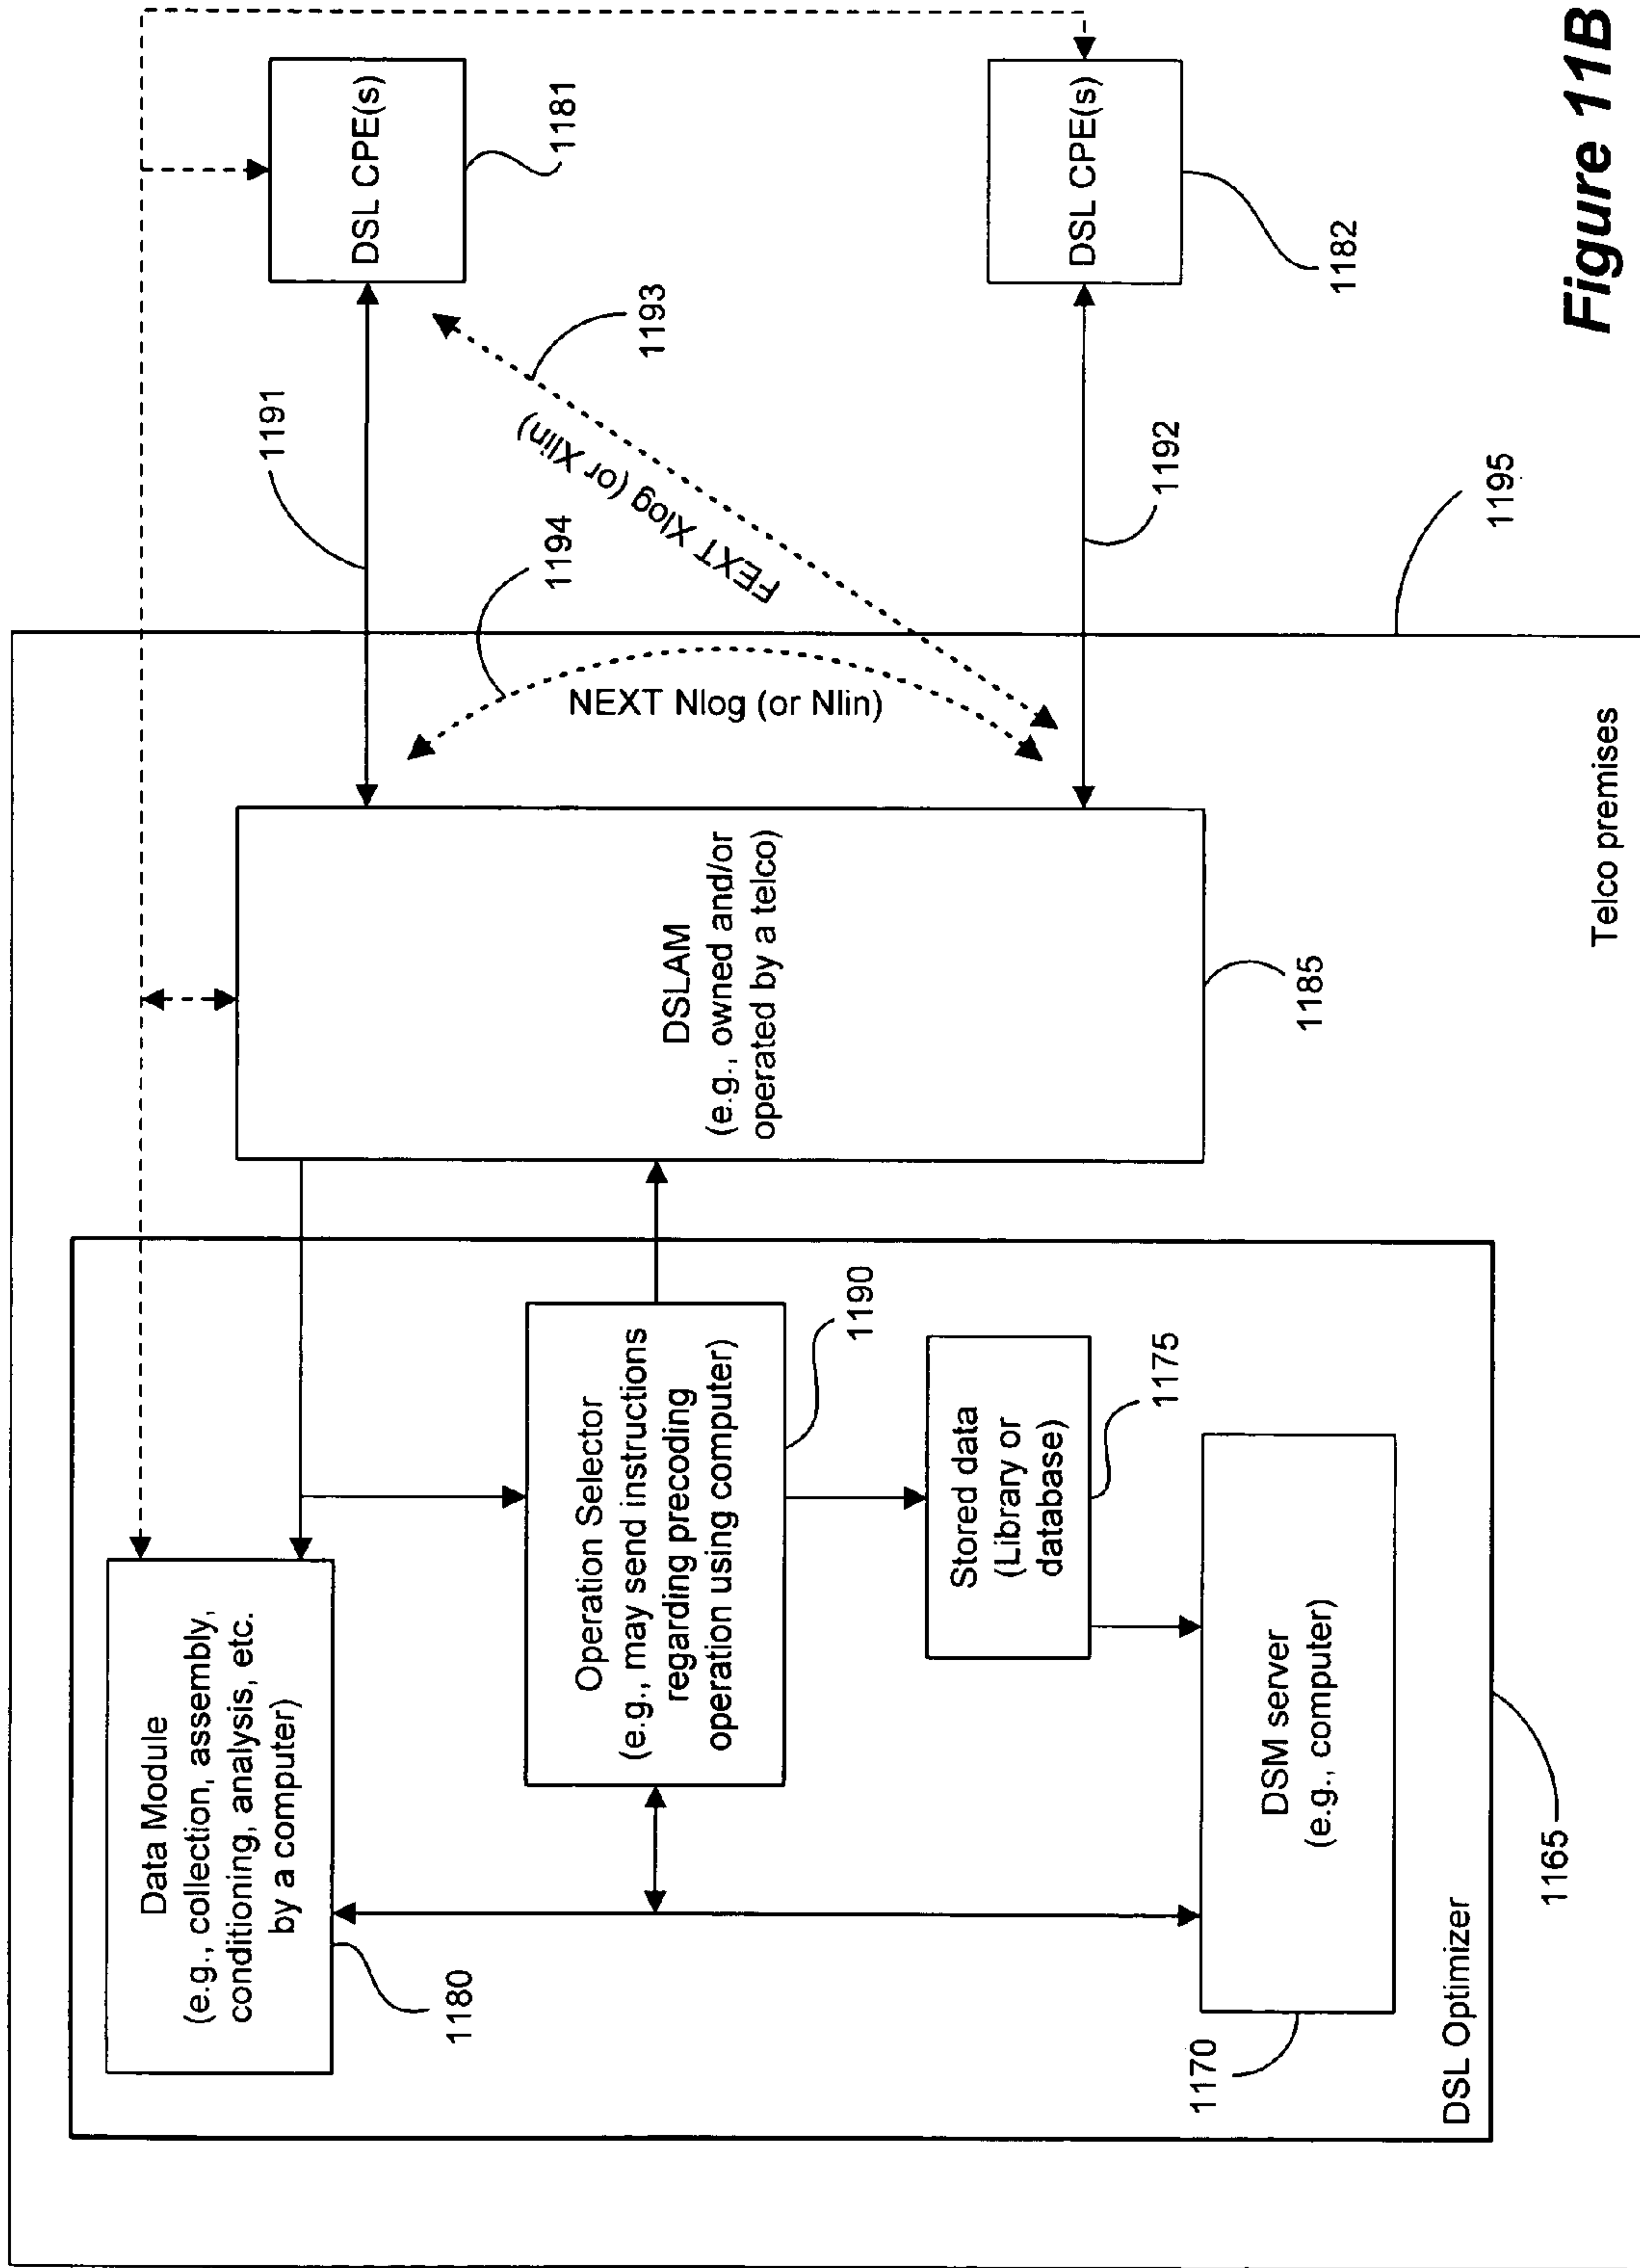 Data Module
(e.g., collection, assembly,
conditioning, analysis, etc.
by a computer)
1180
Operation Selector
(e.g., may send instructions
regarding precoding
operation using computer)
1190
Stored data
(Library or
database)
1175
DSM server
(e.g., computer)
1170
DSL Optimizer
1165
DSLAM
(e.g., owned and/or
operated by a telco)
1185
Telco premises
1195
1191
1194
NEXT Nlog (or Nlin)
FEXT Xlog (or Xlin)
1193
1192
DSL CPE(s)
1181
DSL CPE(s)
1182
Figure 11B